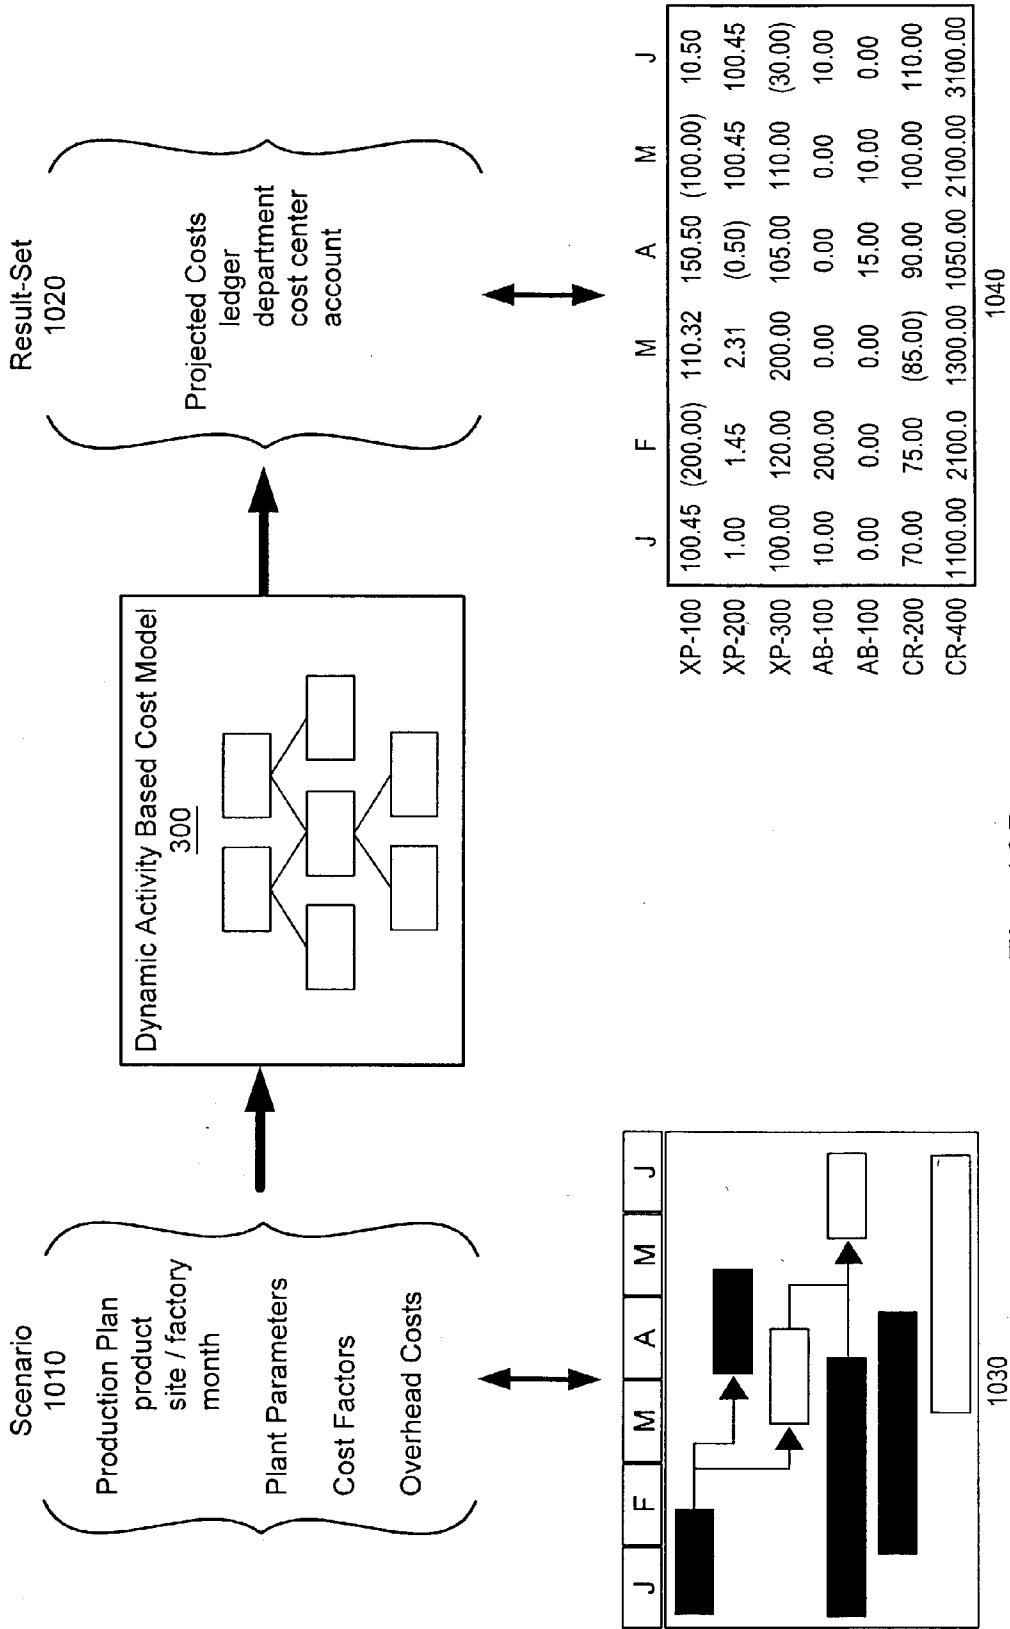 Scenario
1010
Production Plan
product
site / factory
month
Plant Parameters
Cost Factors
Overhead Costs
Dynamic Activity Based Cost Model
300
Result-Set
1020
Projected Costs
ledger
department
cost center
account
J F M A M J
1030
J F M A M J
XP-100 100.45 (200.00) 110.32 150.50 (100.00) 10.50
XP-200 1.00 1.45 2.31 (0.50) 100.45 100.45
XP-300 100.00 120.00 200.00 105.00 110.00 (30.00)
AB-100 10.00 200.00 0.00 0.00 0.00 10.00
AB-100 0.00 0.00 0.00 15.00 10.00 0.00
CR-200 70.00 75.00 (85.00) 90.00 100.00 110.00
CR-400 1100.00 2100.0 1300.00 1050.00 2100.00 3100.00
1040